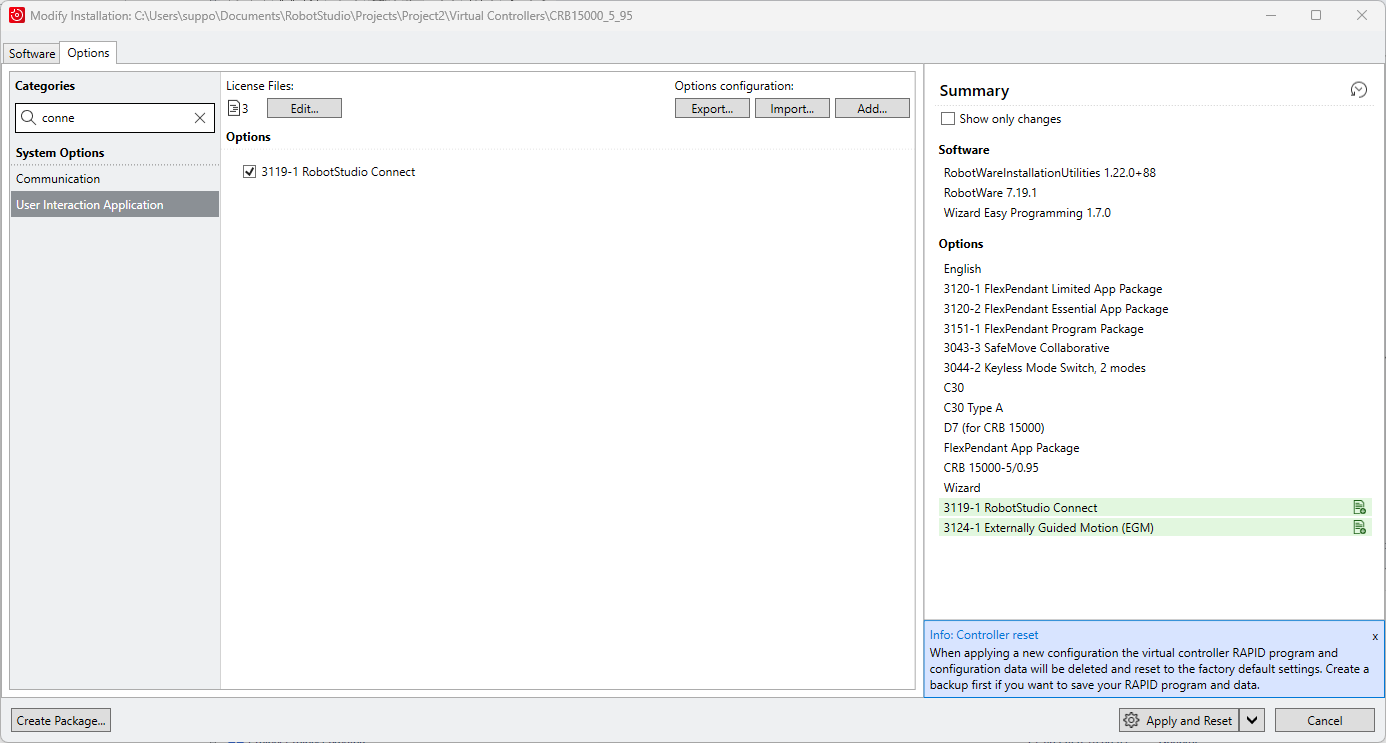 Modify Installation: C:\Users\suppo\Documents\RobotStudio\Projects\Project2\Virtual Controllers\CRB15000_5_95
Software
Options
Categories
conne
System Options
Communication
User Interaction Application
License Files:
3
Edit...
Options configuration:
Export...
Import...
Add...
Options
3119-1 RobotStudio Connect
Summary
Show only changes
Software
RobotWareInstallationUtilities 1.22.0+88
RobotWare 7.19.1
Wizard Easy Programming 1.7.0
Options
English
3120-1 FlexPendant Limited App Package
3120-2 FlexPendant Essential App Package
3151-1 FlexPendant Program Package
3043-3 SafeMove Collaborative
3044-2 Keyless Mode Switch, 2 modes
C30
C30 Type A
D7 (for CRB 15000)
FlexPendant App Package
CRB 15000-5/0.95
Wizard
3119-1 RobotStudio Connect
3124-1 Externally Guided Motion (EGM)
Info: Controller reset
x
When applying a new configuration the virtual controller RAPID program and
configuration data will be deleted and reset to the factory default settings. Create a
backup first if you want to save your RAPID program and data.
Create Package...
Apply and Reset
Cancel